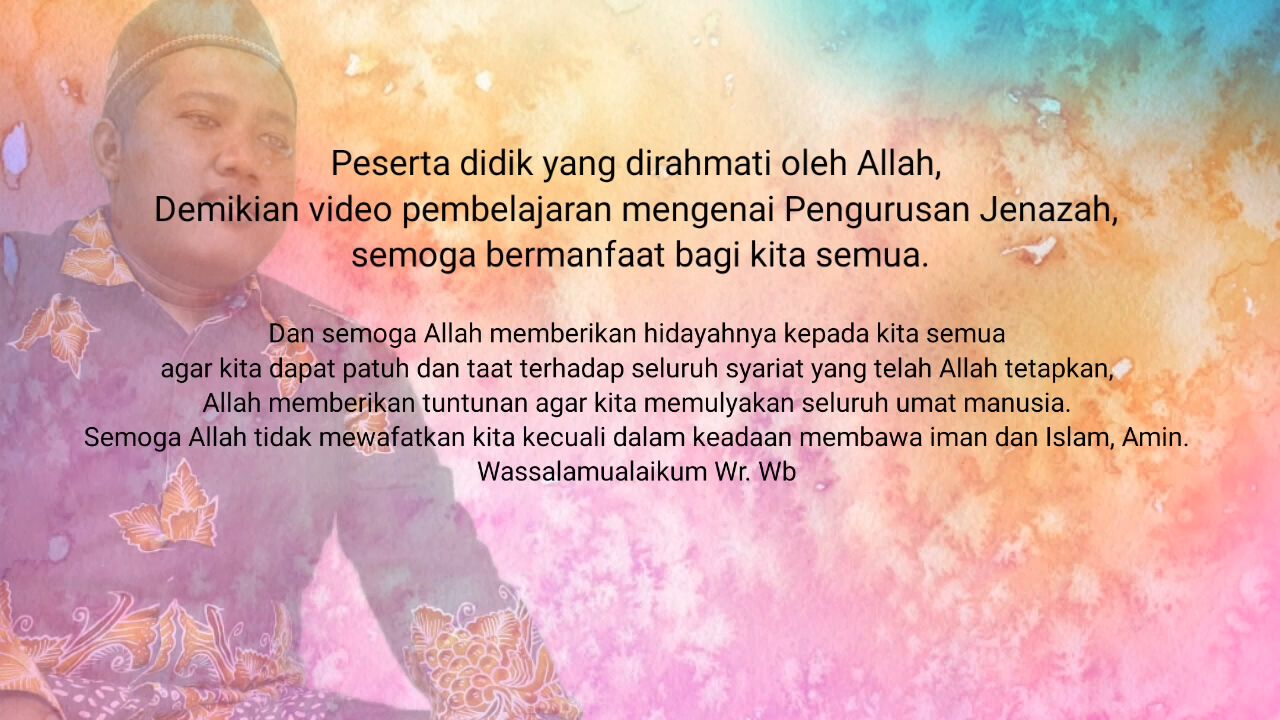 Peserta didik yang dirahmati oleh Allah,
Demikian video pembelajaran mengenai Pengurusan Jenazah,
semoga bermanfaat bagi kita semua.
Dan semoga Allah memberikan hidayahnya kepada kita semua
agar kita dapat patuh dan taat terhadap seluruh syariat yang telah Allah tetapkan,
Allah memberikan tuntunan agar kita memulyakan seluruh umat manusia.
Semoga Allah tidak mewafatkan kita kecuali dalam keadaan membawa iman dan Islam, Amin.
Wassalamualaikum Wr. Wb